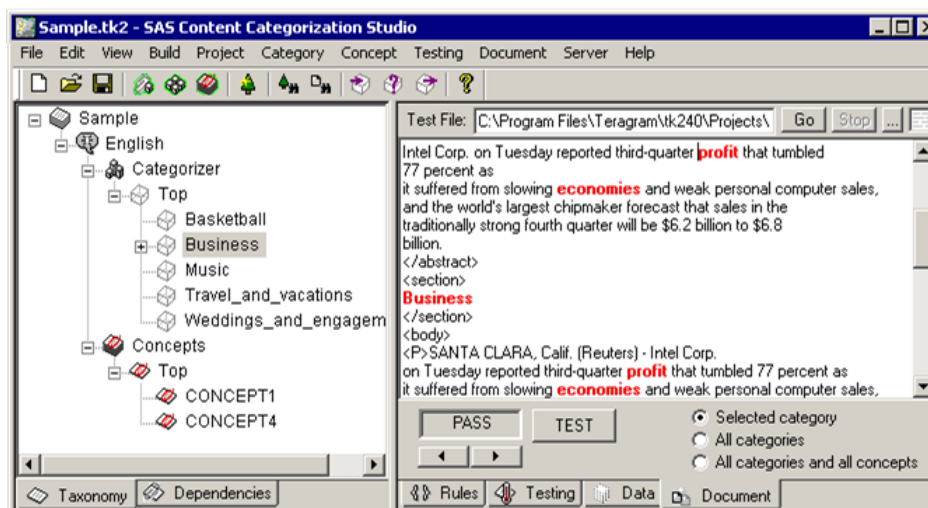 Sample.tk2 - SAS Content Categorization Studio
File Edit View Build Project Category Concept Testing Document Server Help
Sample
English
Categorizer
Top
Basketball
Business
Music
Travel_and_vacations
Weddings_and_engagem
Concepts
Top
CONCEPT1
CONCEPT4
Taxonomy Dependencies
Test File: C:\Program Files\Teragram\tk240\Projects\ Go Stop ...
Intel Corp. on Tuesday reported third-quarter profit that tumbled
77 percent as
it suffered from slowing economies and weak personal computer sales,
and the world's largest chipmaker forecast that sales in the
traditionally strong fourth quarter will be $6.2 billion to $6.8
billion.
</abstract>
<section>
Business
</section>
<body>
<P>SANTA CLARA, Calif. (Reuters) - Intel Corp.
on Tuesday reported third-quarter profit that tumbled 77 percent as
it suffered from slowing economies and weak personal computer sales,
PASS TEST
Selected category
All categories
All categories and all concepts
Rules Testing Data Document